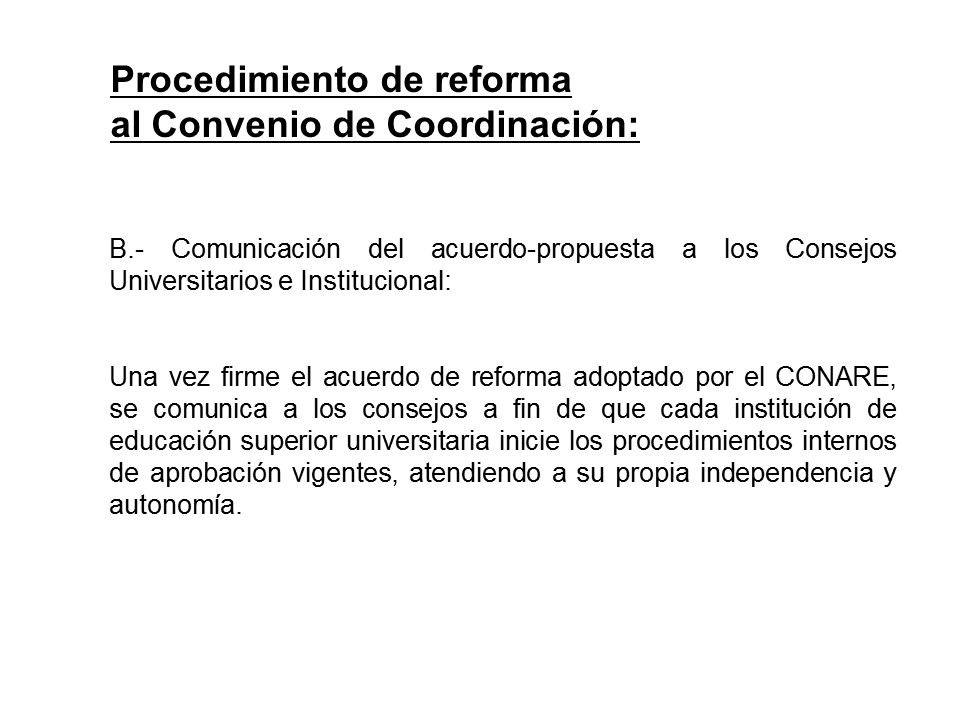 Procedimiento de reforma
al Convenio de Coordinación:
B.- Comunicación del acuerdo-propuesta a los Consejos
Universitarios e Institucional:
Una vez firme el acuerdo de reforma adoptado por el CONARE,
se comunica a los consejos a fin de que cada institución de
educación superior universitaria inicie los procedimientos internos
de aprobación vigentes, atendiendo a su propia independencia y
autonomía.